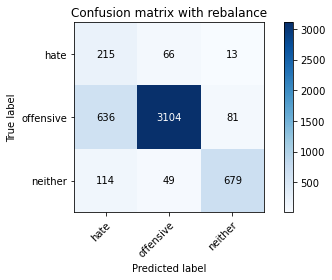 Confusion matrix with rebalance
True label
hate
215 66 13
offensive
636 3104 81
neither
114 49 679
hate
offensive
neither
Predicted label
3000
2500
2000
1500
1000
500